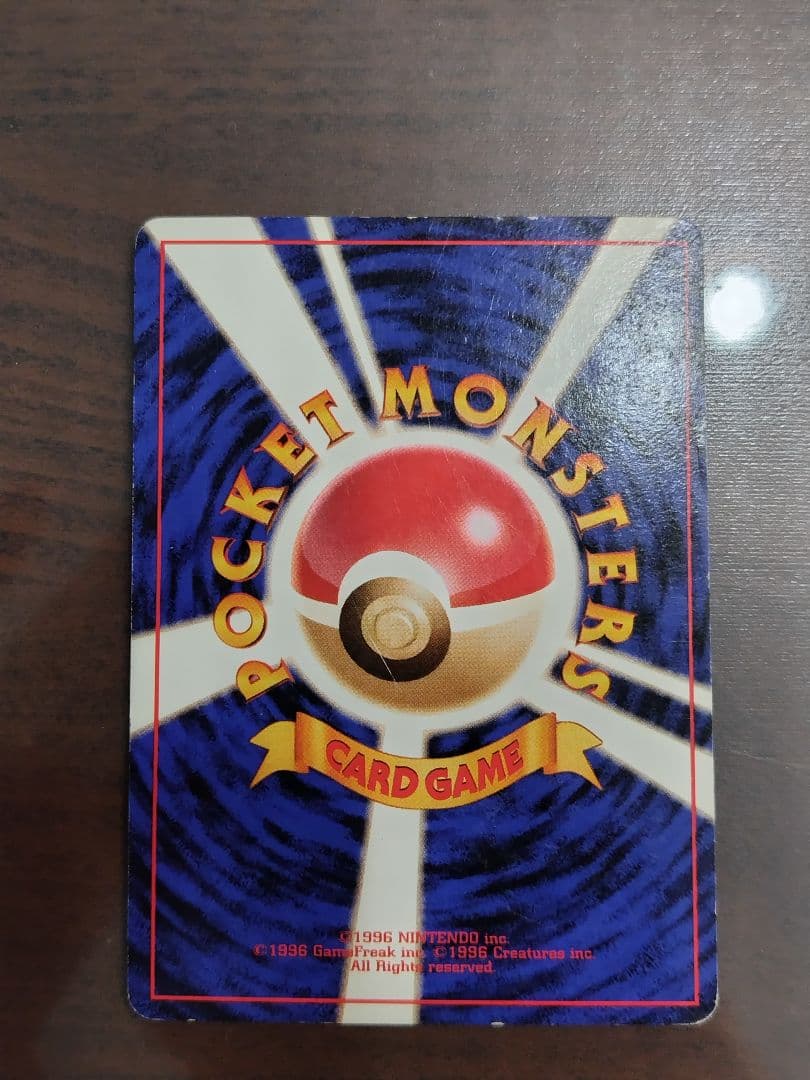 POCKET MONSTERS
CARD GAME
©1996 NINTENDO inc.
©1996 GameFreak inc. ©1996 Creatures inc.
All Rights reserved.